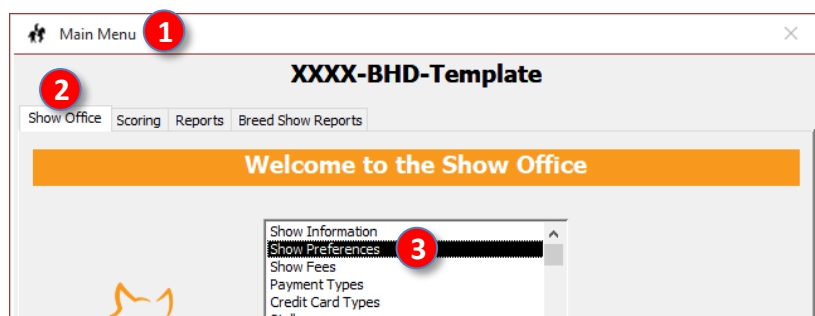 Main Menu 1
XXXX-BHD-Template
2
Show Office Scoring Reports Breed Show Reports
Welcome to the Show Office
Show Information
Show Preferences 3
Show Fees
Payment Types
Credit Card Types